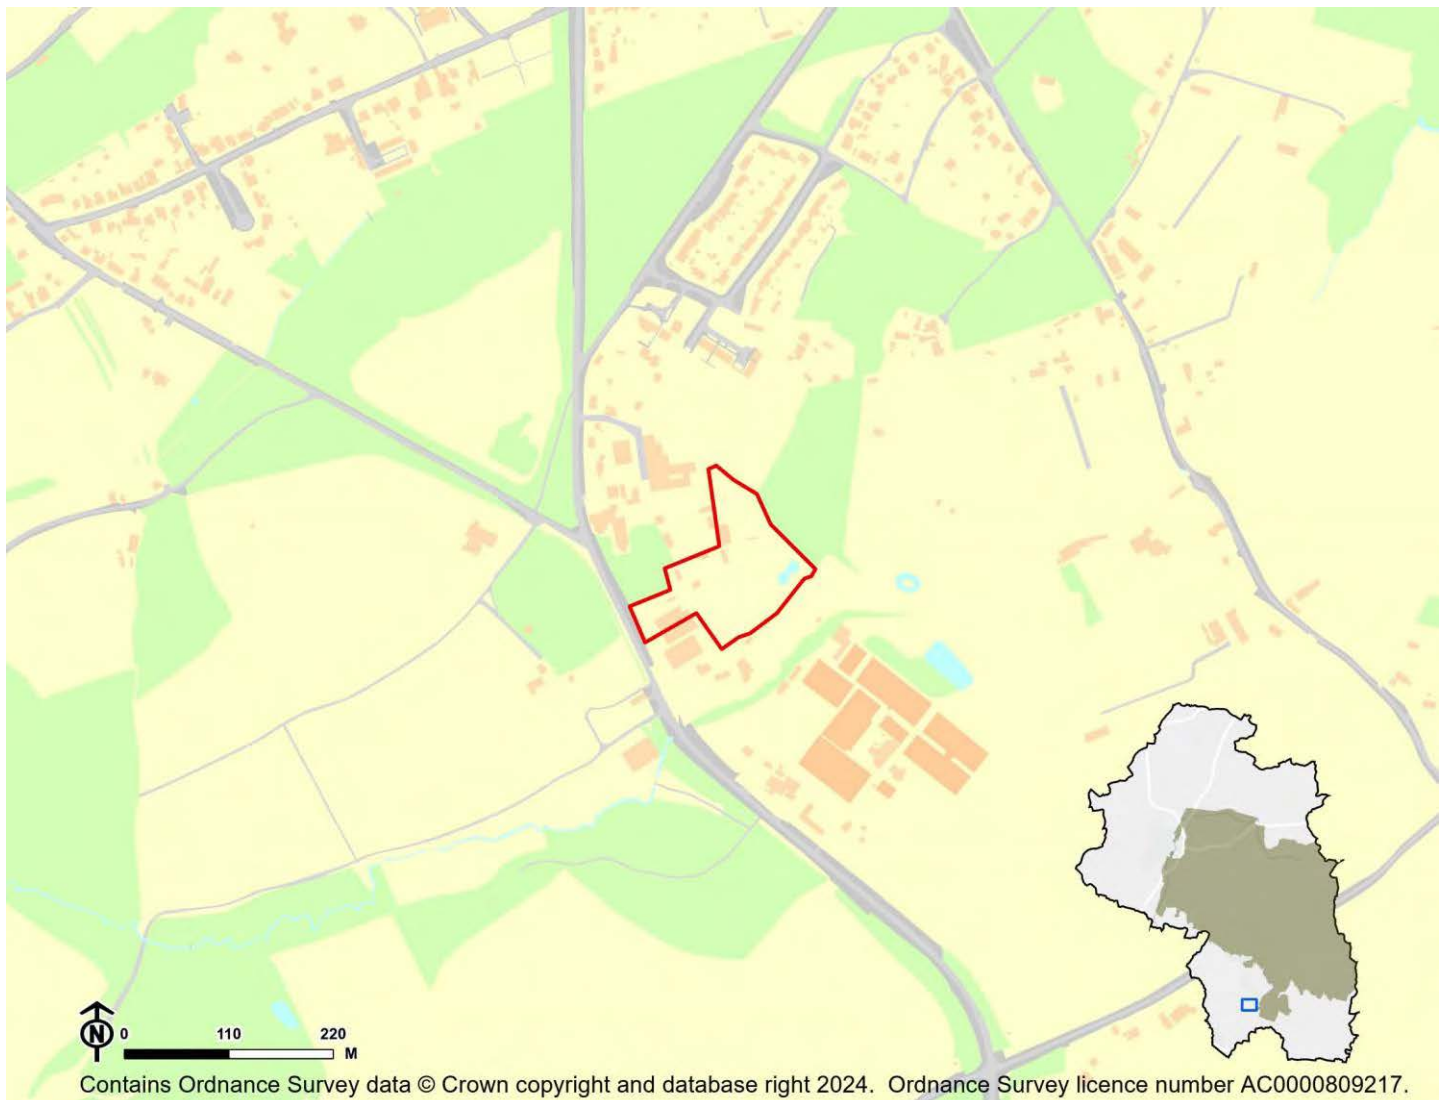 N
0 110 220
M
Contains Ordnance Survey data © Crown copyright and database right 2024. Ordnance Survey licence number AC0000809217.